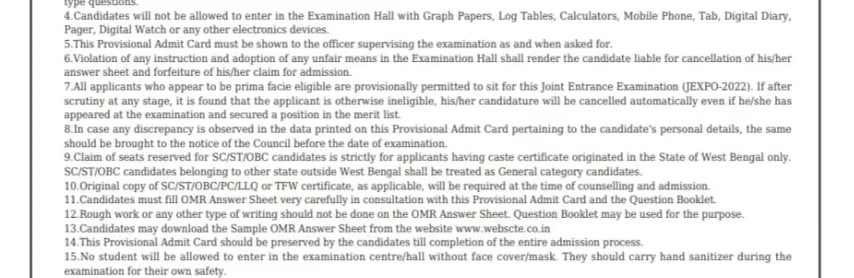 type questions.
4.Candidates will not be allowed to enter in the Examination Hall with Graph Papers, Log Tables, Calculators, Mobile Phone, Tab, Digital Diary,
Pager, Digital Watch or any other electronics devices.
5.This Provisional Admit Card must be shown to the officer supervising the examination as and when asked for.
6.Violation of any instruction and adoption of any unfair means in the Examination Hall shall render the candidate liable for cancellation of his/her
answer sheet and forfeiture of his/her claim for admission.
7.All applicants who appear to be prima facie eligible are provisionally permitted to sit for this Joint Entrance Examination (JEXPO-2022). If after
scrutiny at any stage, it is found that the applicant is otherwise ineligible, his/her candidature will be cancelled automatically even if he/she has
appeared at the examination and secured a position in the merit list.
8.In case any discrepancy is observed in the data printed on this Provisional Admit Card pertaining to the candidate's personal details, the same
should be brought to the notice of the Council before the date of examination.
9.Claim of seats reserved for SC/ST/OBC candidates is strictly for applicants having caste certificate originated in the State of West Bengal only.
SC/ST/OBC candidates belonging to other state outside West Bengal shall be treated as General category candidates.
10.Original copy of SC/ST/OBC/PC/LLQ or TFW certificate, as applicable, will be required at the time of counselling and admission.
11.Candidates must fill OMR Answer Sheet very carefully in consultation with this Provisional Admit Card and the Question Booklet.
12.Rough work or any other type of writing should not be done on the OMR Answer Sheet. Question Booklet may be used for the purpose.
13.Candidates may download the Sample OMR Answer Sheet from the website www.webscte.co.in
14.This Provisional Admit Card should be preserved by the candidates till completion of the entire admission process.
15.No student will be allowed to enter in the examination centre/hall without face cover/mask. They should carry hand sanitizer during the
examination for their own safety.